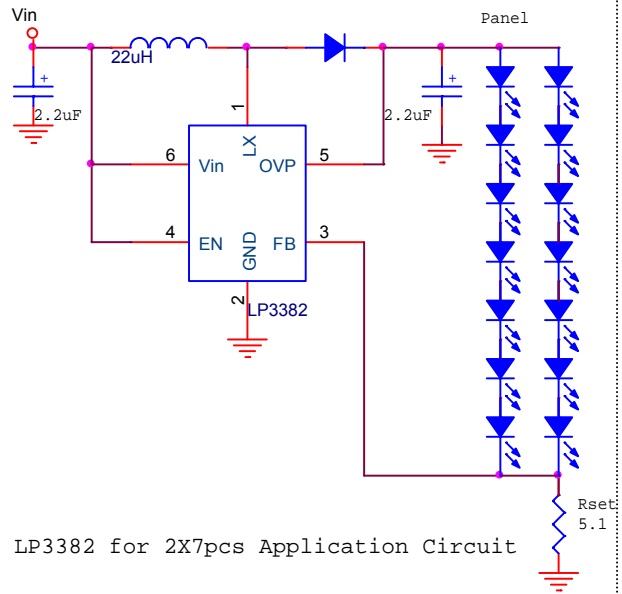 Vin
Panel
22uH
+
2.2uF
+
2.2uF
1
LX
6
Vin
OVP
5
4
EN
FB
3
GND
2
LP3382
Rset
5.1
LP3382 for 2X7pcs Application Circuit